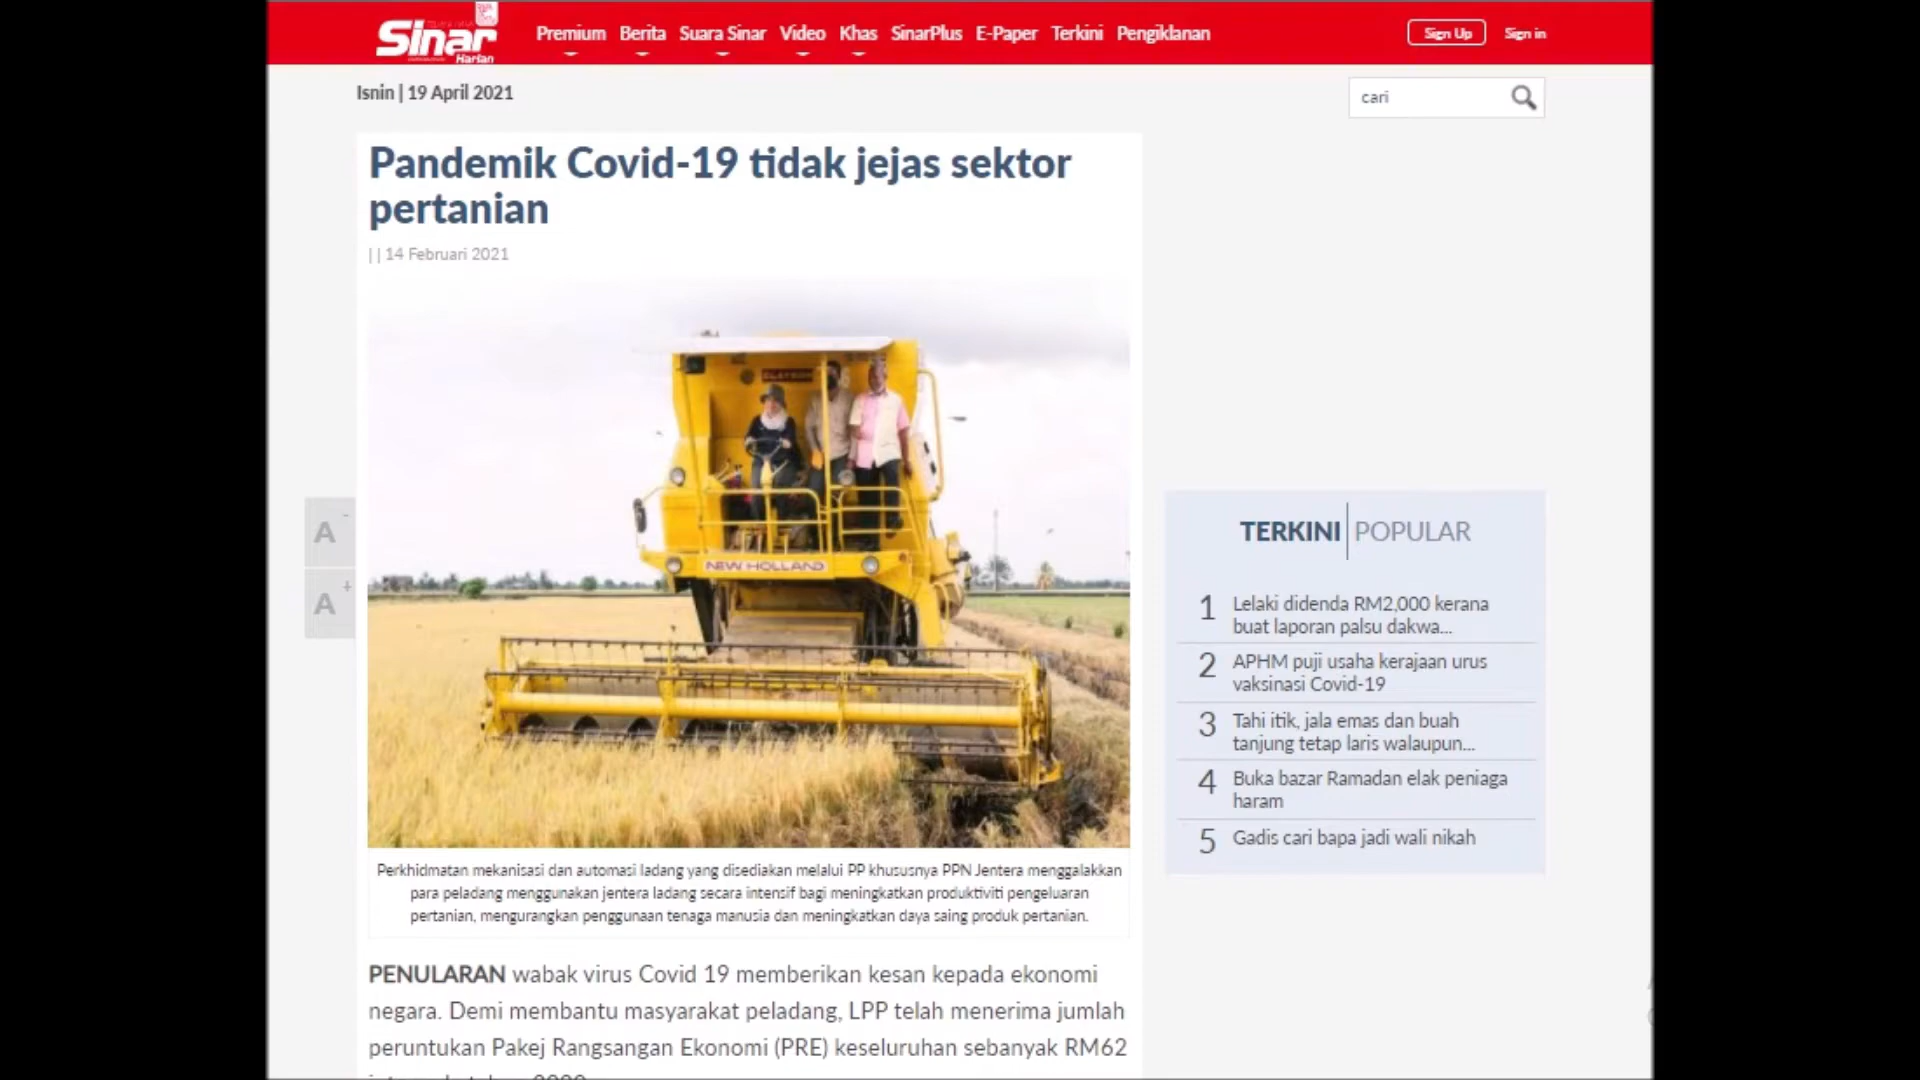 Sinar
Harian
Premium Berita Suara Sinar Video Khas SinarPlus E-Paper Terkini Pengiklanan
Sign Up Sign in
Isnin | 19 April 2021
cari
Pandemik Covid-19 tidak jejas sektor
pertanian
| | 14 Februari 2021
NEW HOLLAND
A -
A +
Perkhidmatan mekanisasi dan automasi ladang yang disediakan melalui PP khususnya PPN Jentera menggalakkan
para peladang menggunakan jentera ladang secara intensif bagi meningkatkan produktiviti pengeluaran
pertanian, mengurangkan penggunaan tenaga manusia dan meningkatkan daya saing produk pertanian.
PENULARAN wabak virus Covid 19 memberikan kesan kepada ekonomi
negara. Demi membantu masyarakat peladang, LPP telah menerima jumlah
peruntukan Pakej Rangsangan Ekonomi (PRE) keseluruhan sebanyak RM62
TERKINI POPULAR
1 Lelaki didenda RM2,000 kerana
buat laporan palsu dakwa...
2 APHM puji usaha kerajaan urus
vaksinasi Covid-19
3 Tahi itik, jala emas dan buah
tanjung tetap laris walaupun...
4 Buka bazar Ramadan elak peniaga
haram
5 Gadis cari bapa jadi wali nikah